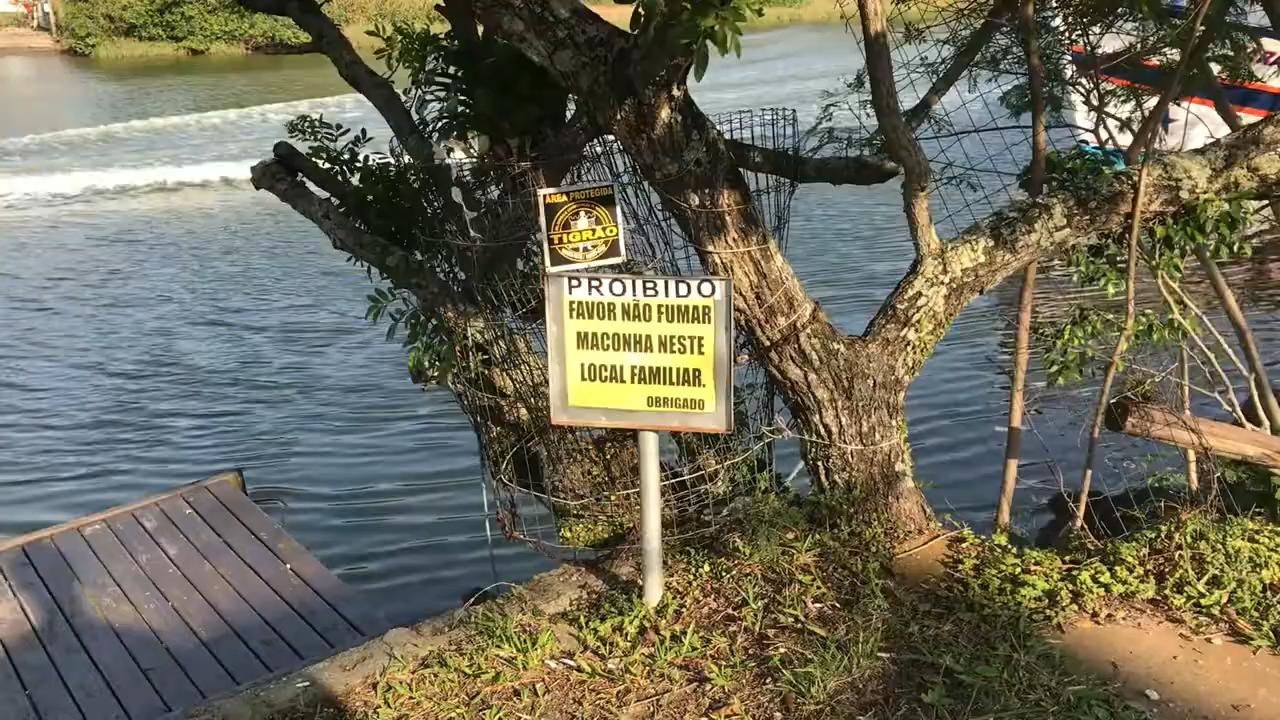 ÁREA PROTEGIDA
TIGRÃO
PROIBIDO
FAVOR NÃO FUMAR
MACONHA NESTE
LOCAL FAMILIAR.
OBRIGADO